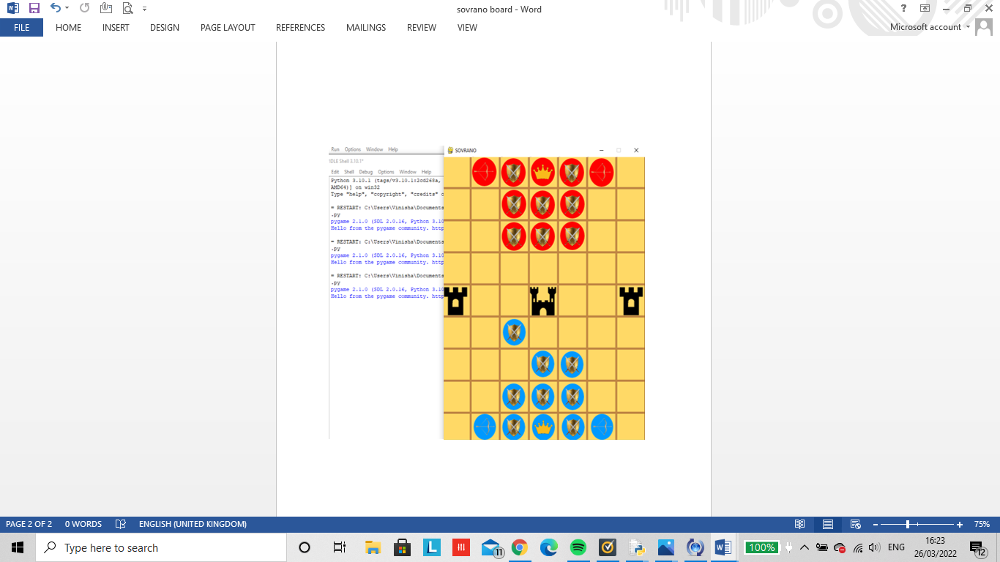 sovrano board - Word
?
FILE HOME INSERT DESIGN PAGE LAYOUT REFERENCES MAILINGS REVIEW VIEW Microsoft account
Run Options Window Help
SOVRANO
IDLE Shell 3.10.1*
Edit Shell Debug Options Window Help
Python 3.10.1 (tags/v3.10.1:2cd268a,
AMD64)] on win32
Type "help", "copyright", "credits" o
= RESTART: C:\Users\Vinisha\Documents
.py
pygame 2.1.0 (SDL 2.0.16, Python 3.10
Hello from the pygame community. http
= RESTART: C:\Users\Vinisha\Documents
.py
pygame 2.1.0 (SDL 2.0.16, Python 3.10
Hello from the pygame community. http
= RESTART: C:\Users\Vinisha\Documents
.py
pygame 2.1.0 (SDL 2.0.16, Python 3.10
Hello from the pygame community. http
PAGE 2 OF 2 0 WORDS ENGLISH (UNITED KINGDOM) 75%
Type here to search
L
11
W
100%
ENG
16:23
26/03/2022
12